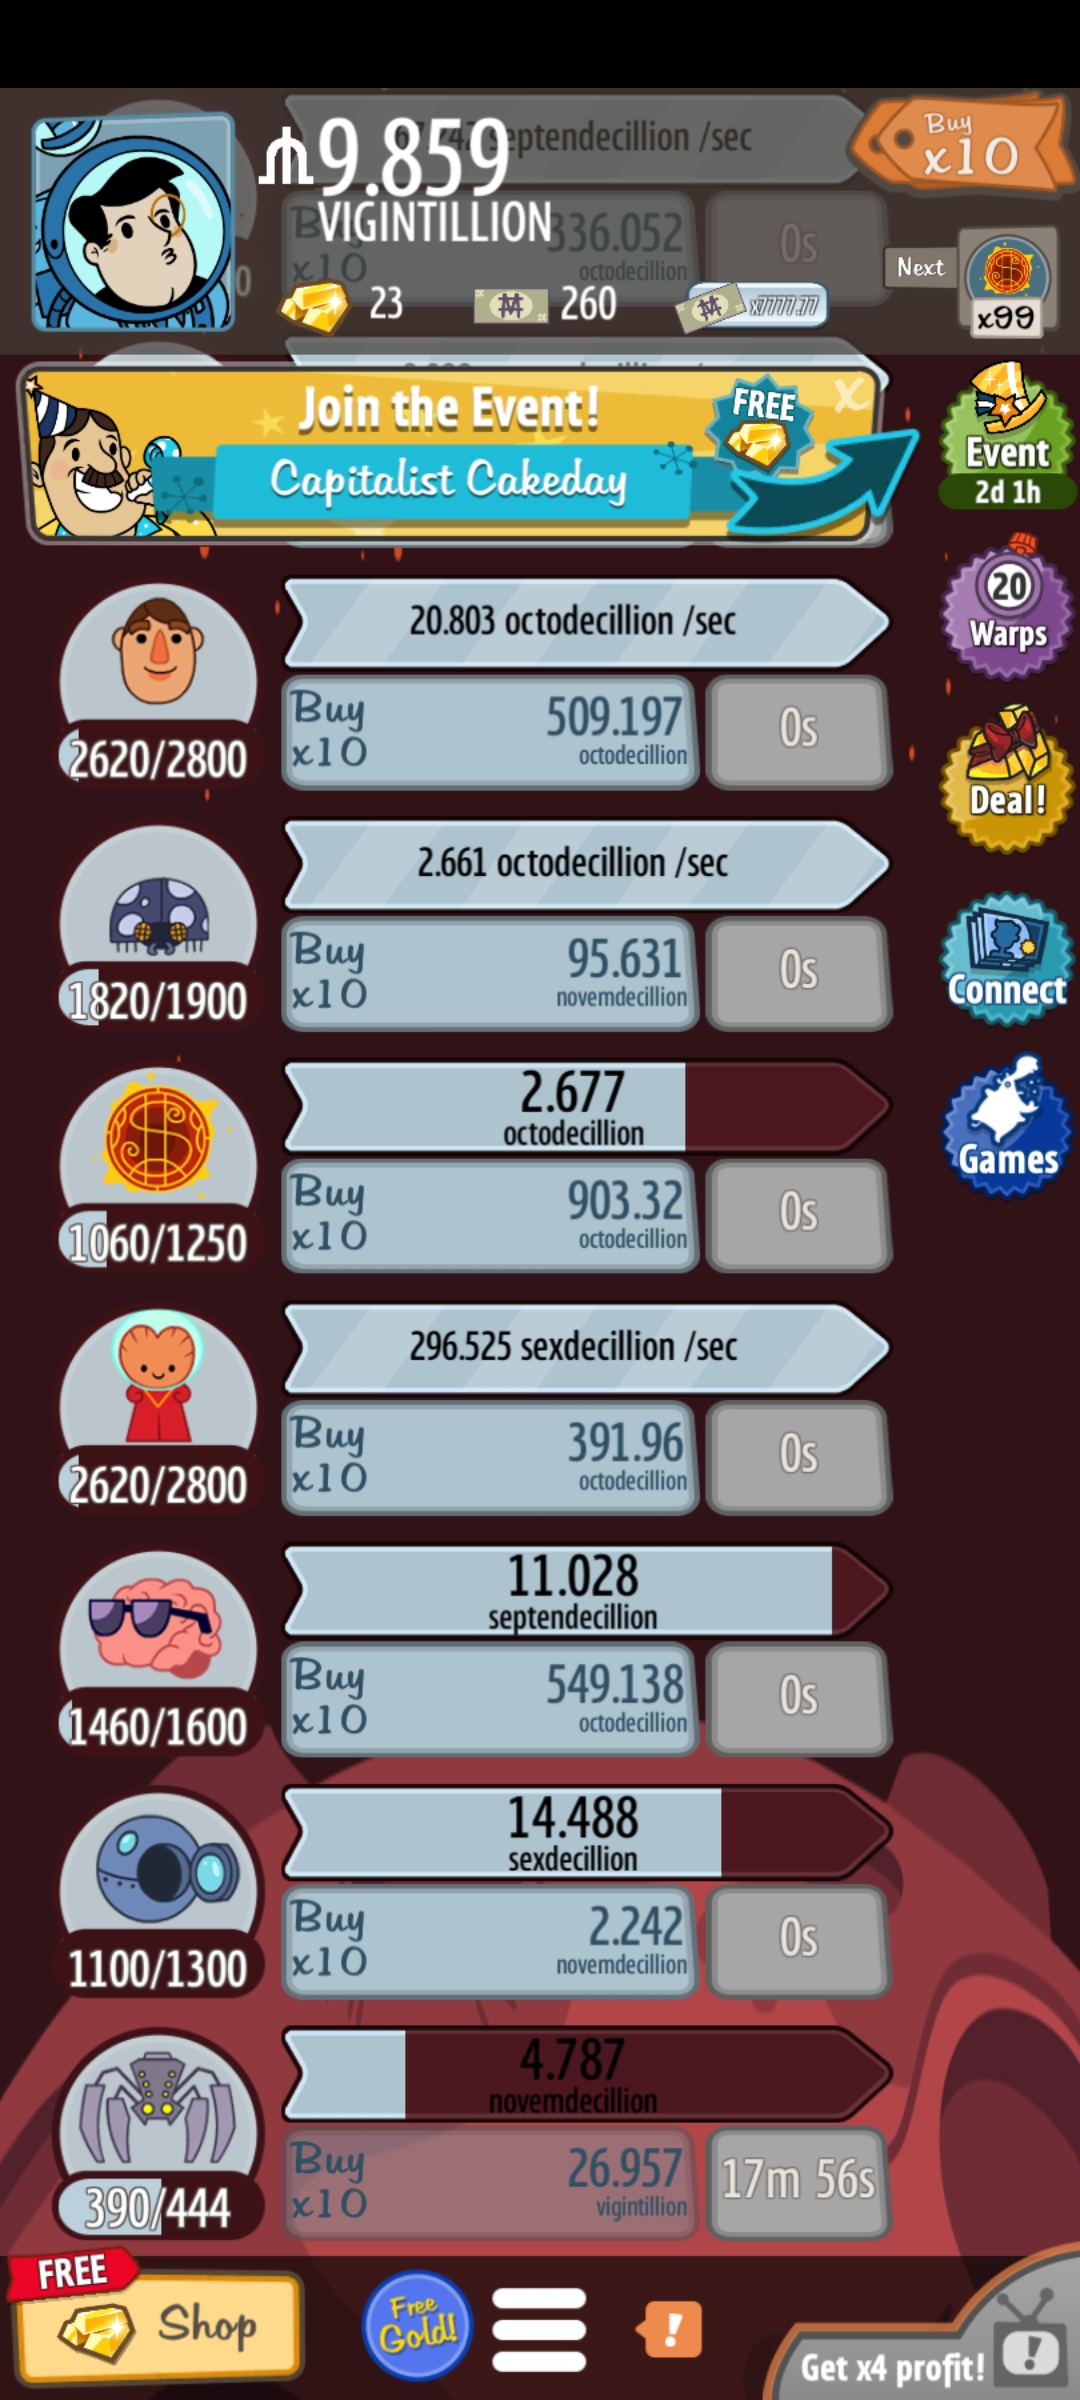 septendecillion /sec
9.859
VIGINTILLION
Buy
x10
336.052
octodecillion
0s
Buy
x10
Next
x99
23
260
x7777.77
Join the Event!
Capitalist Cakeday
FREE
x
Event
2d 1h
20.803 octodecillion /sec
Buy
x10
509.197
octodecillion
0s
2620/2800
20
Warps
Deal!
2.661 octodecillion /sec
Buy
x10
95.631
novemdecillion
0s
1820/1900
Connect
2.677
octodecillion
Buy
x10
903.32
octodecillion
0s
1060/1250
Games
296.525 sexdecillion /sec
Buy
x10
391.96
octodecillion
0s
2620/2800
11.028
septendecillion
Buy
x10
549.138
octodecillion
0s
1460/1600
14.488
sexdecillion
Buy
x10
2.242
novemdecillion
0s
1100/1300
4.787
novemdecillion
Buy
x10
26.957
vigintillion
17m 56s
390/444
FREE
Shop
Free
Gold!
!
Get x4 profit!
!